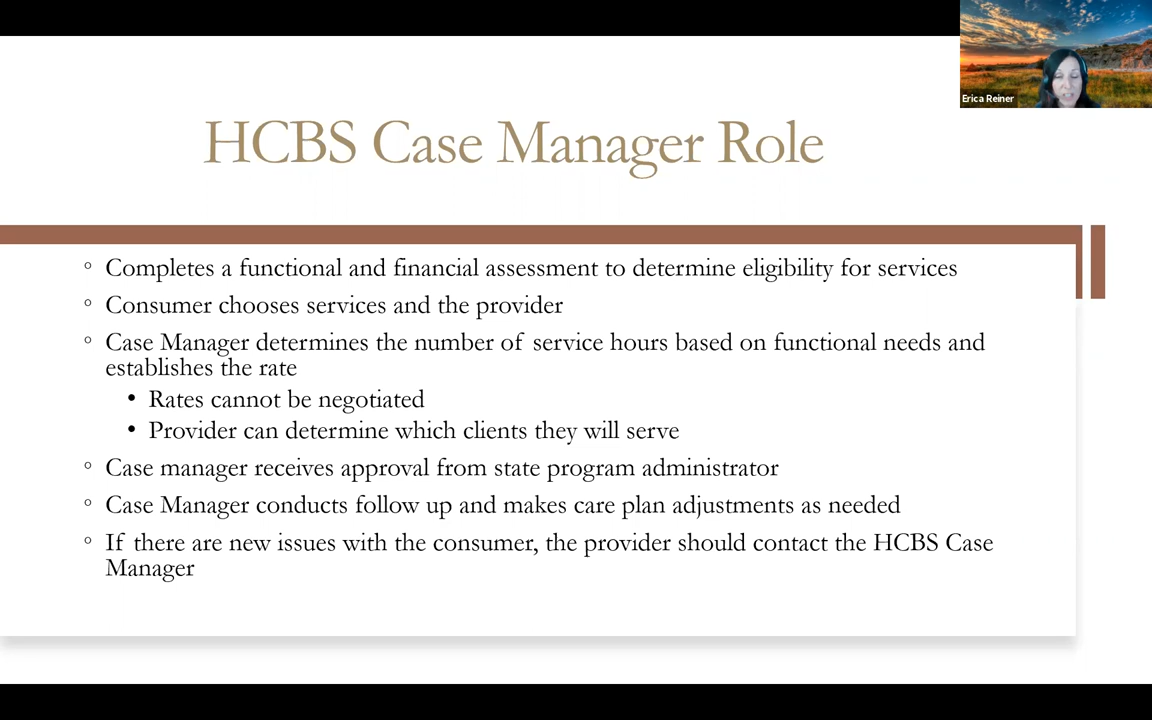 Erica Reiner
HCBS Case Manager Role
◦ Completes a functional and financial assessment to determine eligibility for services
◦ Consumer chooses services and the provider
◦ Case Manager determines the number of service hours based on functional needs and
establishes the rate
• Rates cannot be negotiated
• Provider can determine which clients they will serve
◦ Case manager receives approval from state program administrator
◦ Case Manager conducts follow up and makes care plan adjustments as needed
◦ If there are new issues with the consumer, the provider should contact the HCBS Case
Manager